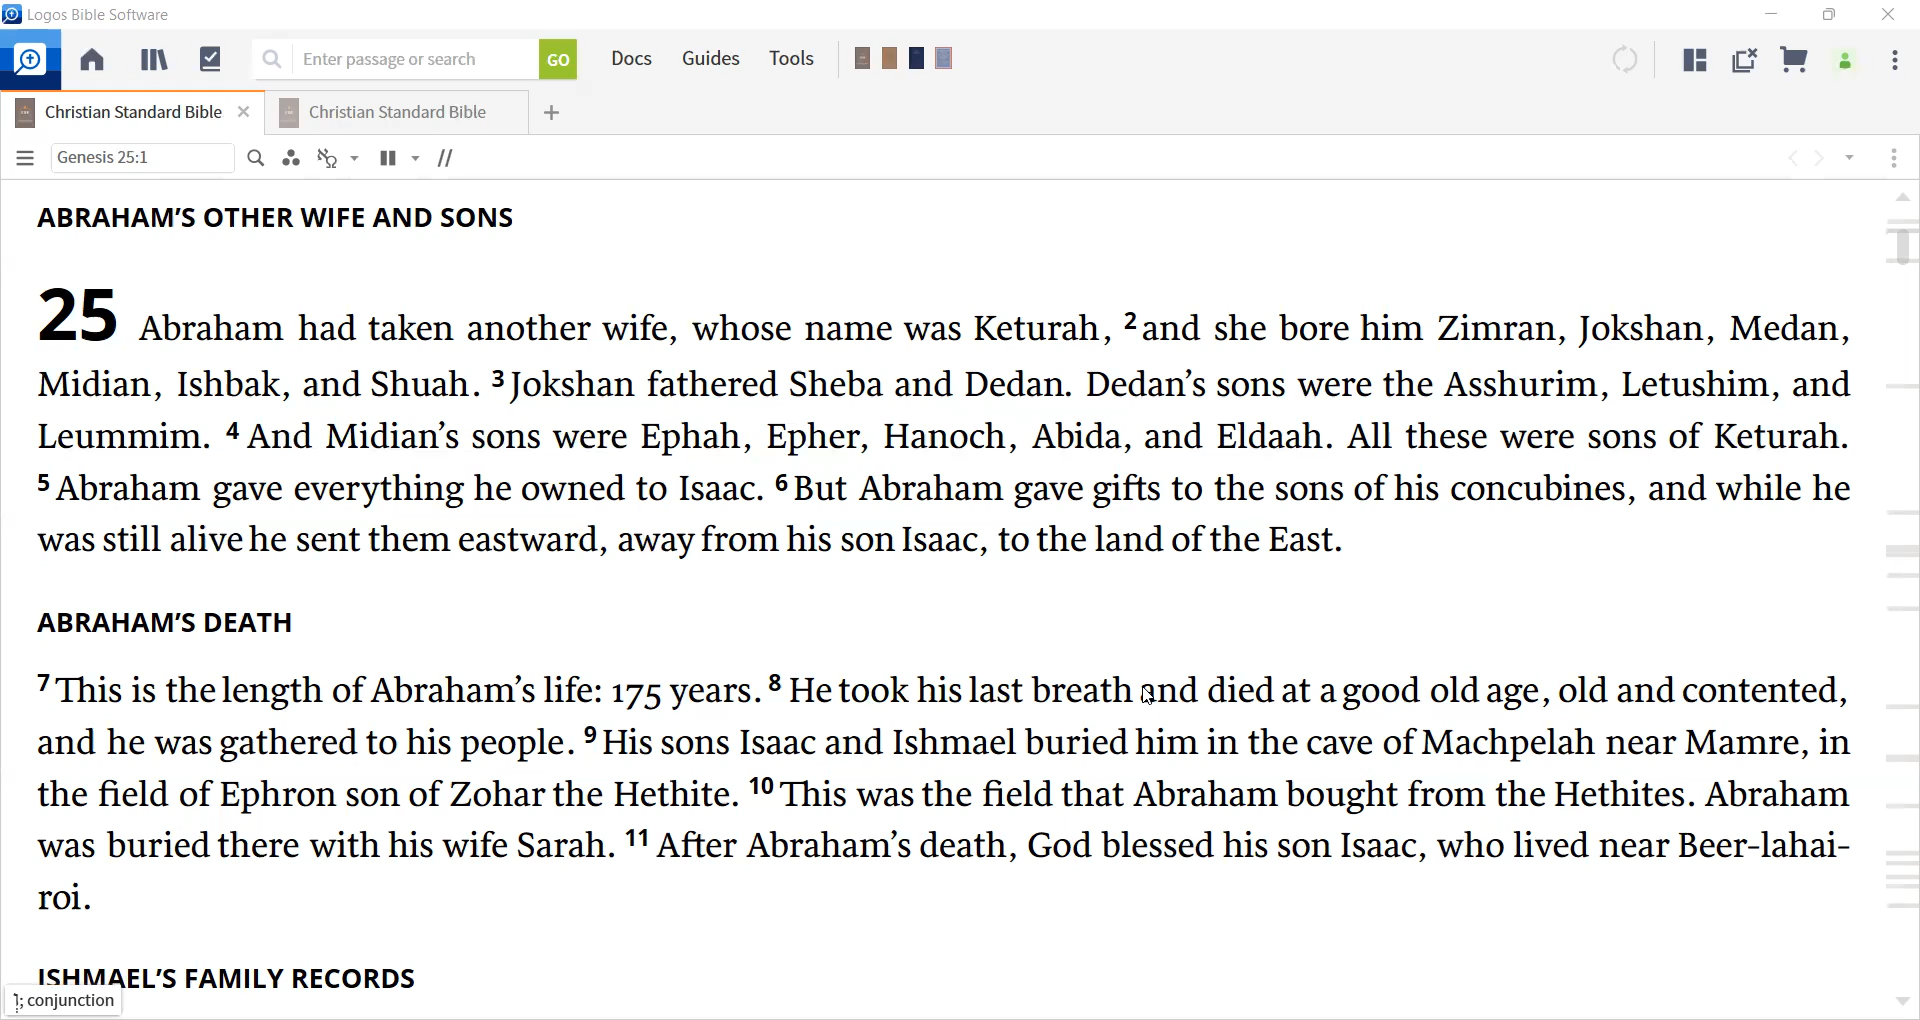 Logos Bible Software
Enter passage or search GO Docs Guides Tools
Christian Standard Bible Christian Standard Bible
Genesis 25:1
ABRAHAM'S OTHER WIFE AND SONS
25 Abraham had taken another wife, whose name was Keturah, 2 and she bore him Zimran, Jokshan, Medan,
Midian, Ishbak, and Shuah. 3 Jokshan fathered Sheba and Dedan. Dedan's sons were the Asshurim, Letushim, and
Leummim. 4 And Midian's sons were Ephah, Epher, Hanoch, Abida, and Eldaah. All these were sons of Keturah.
5 Abraham gave everything he owned to Isaac. 6 But Abraham gave gifts to the sons of his concubines, and while he
was still alive he sent them eastward, away from his son Isaac, to the land of the East.
ABRAHAM'S DEATH
7 This is the length of Abraham's life: 175 years. 8 He took his last breath and died at a good old age, old and contented,
and he was gathered to his people. 9 His sons Isaac and Ishmael buried him in the cave of Machpelah near Mamre, in
the field of Ephron son of Zohar the Hethite. 10 This was the field that Abraham bought from the Hethites. Abraham
was buried there with his wife Sarah. 11 After Abraham's death, God blessed his son Isaac, who lived near Beer-lahai-
roi.
ISHMAEL'S FAMILY RECORDS
וְ; conjunction